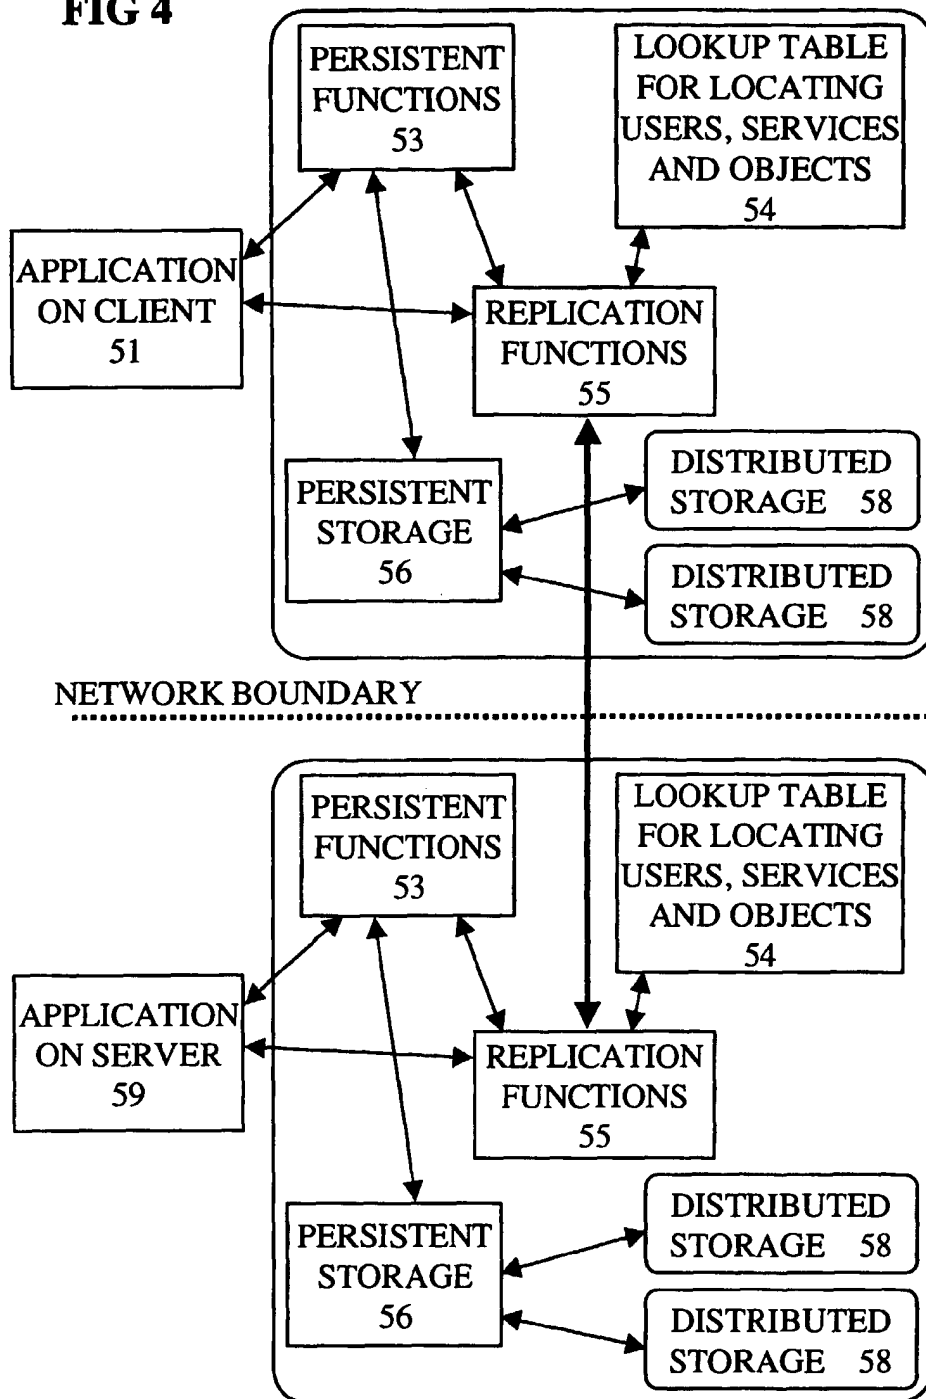 FIG 4
PERSISTENT
FUNCTIONS
53
LOOKUP TABLE
FOR LOCATING
USERS, SERVICES
AND OBJECTS
54
APPLICATION
ON CLIENT
51
REPLICATION
FUNCTIONS
55
PERSISTENT
STORAGE
56
DISTRIBUTED
STORAGE 58
DISTRIBUTED
STORAGE 58
NETWORK BOUNDARY
PERSISTENT
FUNCTIONS
53
LOOKUP TABLE
FOR LOCATING
USERS, SERVICES
AND OBJECTS
54
APPLICATION
ON SERVER
59
REPLICATION
FUNCTIONS
55
PERSISTENT
STORAGE
56
DISTRIBUTED
STORAGE 58
DISTRIBUTED
STORAGE 58